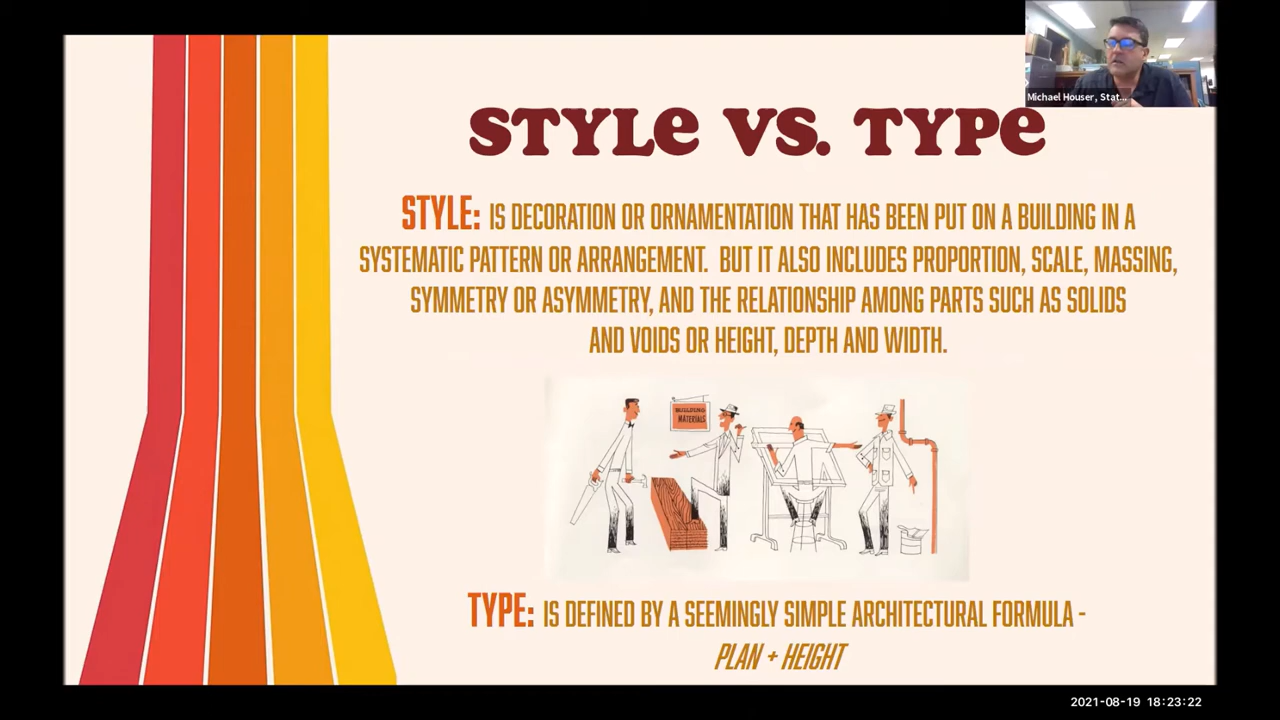 Michael Houser, Stat...
STYLE VS. TYPE
STYLE: IS DECORATION OR ORNAMENTATION THAT HAS BEEN PUT ON A BUILDING IN A
SYSTEMATIC PATTERN OR ARRANGEMENT. BUT IT ALSO INCLUDES PROPORTION, SCALE, MASSING,
SYMMETRY OR ASYMMETRY, AND THE RELATIONSHIP AMONG PARTS SUCH AS SOLIDS
AND VOIDS OR HEIGHT, DEPTH AND WIDTH.
BUILDING
MATERIALS
TYPE: IS DEFINED BY A SEEMINGLY SIMPLE ARCHITECTURAL FORMULA -
PLAN + HEIGHT
2021-08-19 18:23:22